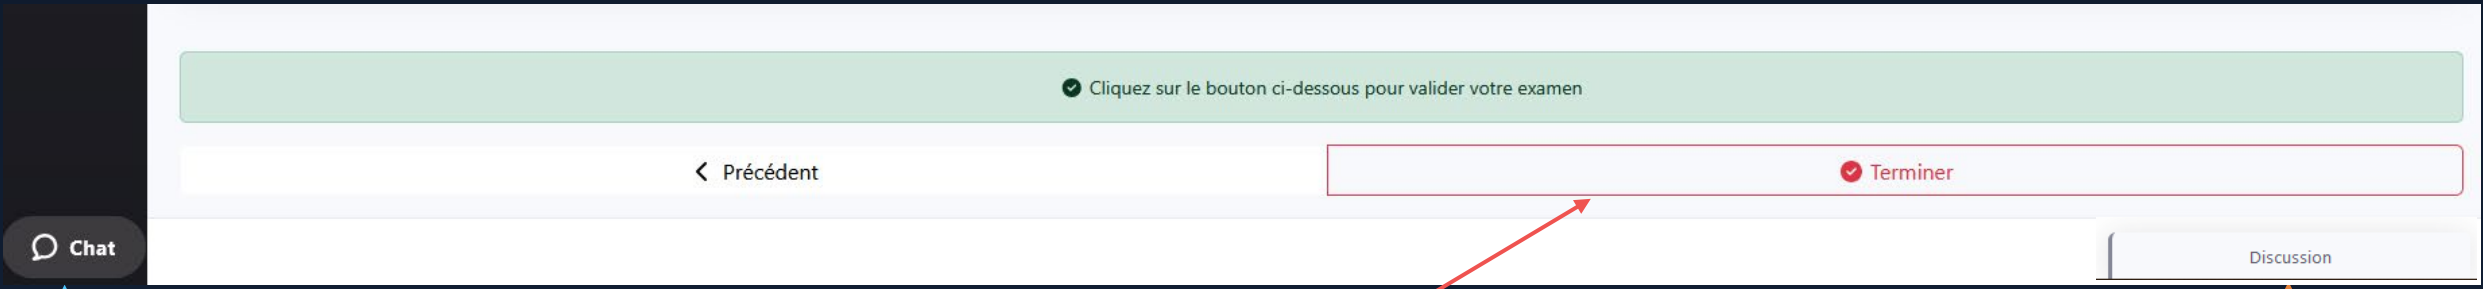 Cliquez sur le bouton ci-dessous pour valider votre examen
Précédent
Terminer
Chat
Discussion